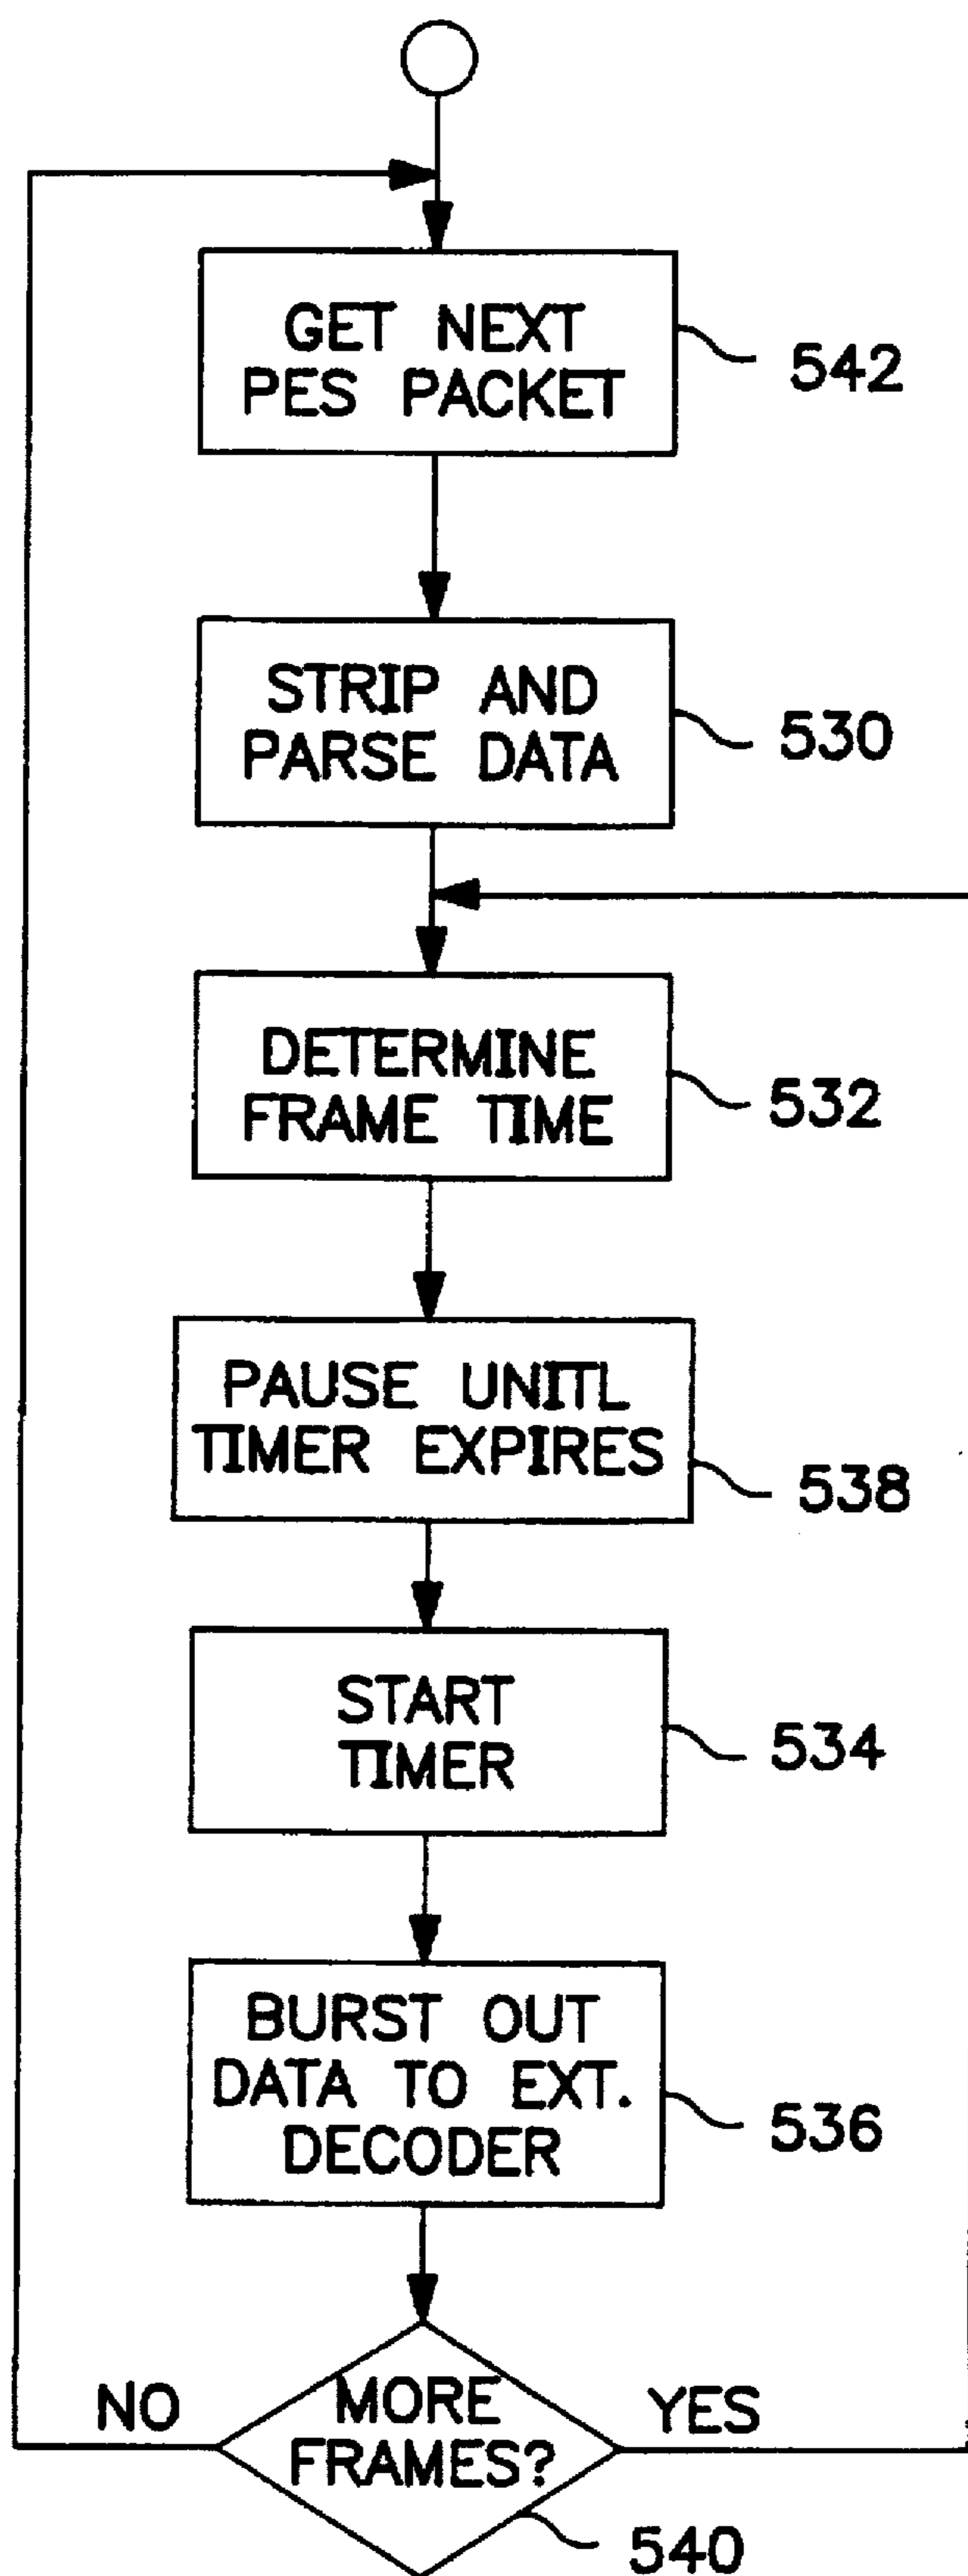 GET NEXT
PES PACKET
542
STRIP AND
PARSE DATA
530
DETERMINE
FRAME TIME
532
PAUSE UNITL
TIMER EXPIRES
538
START
TIMER
534
BURST OUT
DATA TO EXT.
DECODER
536
NO
MORE
FRAMES?
YES
540